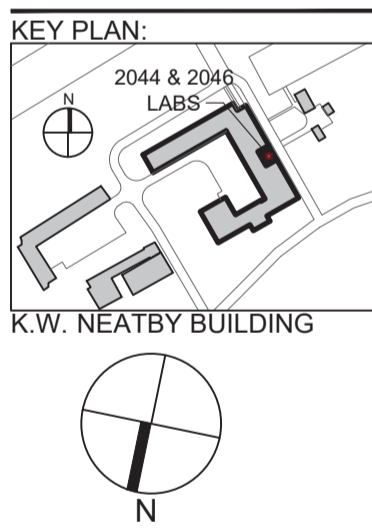 KEY PLAN:
2044 & 2046
LABS
N
K.W. NEATBY BUILDING
N